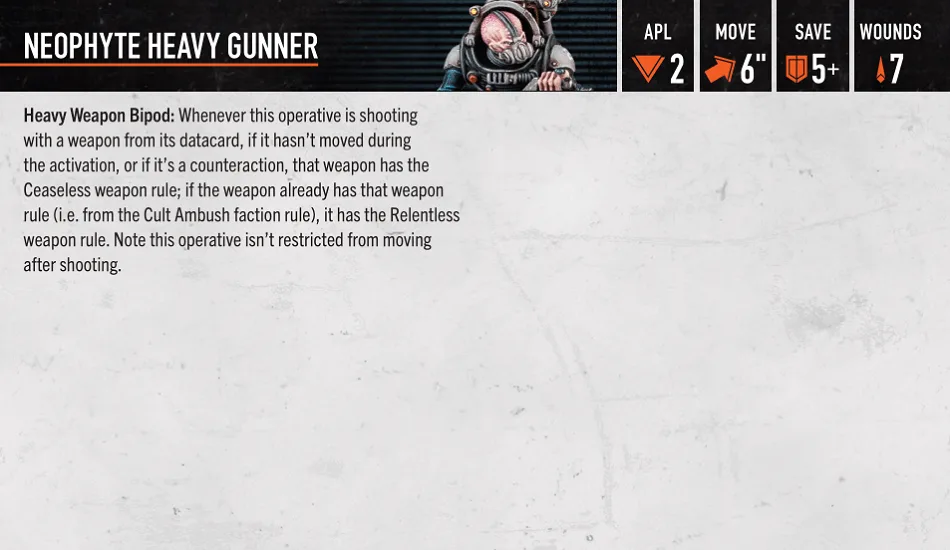 NEOPHYTE HEAVY GUNNER
APL MOVE SAVE WOUNDS
2 6" 5+ 7
Heavy Weapon Bipod: Whenever this operative is shooting
with a weapon from its datacard, if it hasn't moved during
the activation, or if it's a counteraction, that weapon has the
Ceaseless weapon rule; if the weapon already has that weapon
rule (i.e. from the Cult Ambush faction rule), it has the Relentless
weapon rule. Note this operative isn't restricted from moving
after shooting.